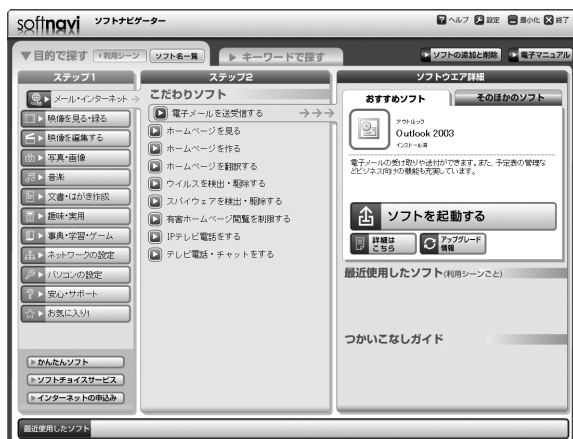 softnavi ソフトナビゲーター
ヘルプ 設定 最小化 終了
▼目的で探す 利用シーン ソフト名一覧 キーワードで探す ソフトの追加と削除 電子マニュアル
ステップ1
メール・インターネット
映像を見る・録る
映像を編集する
写真・画像
音楽
文書・はがき作成
趣味・実用
事典・学習・ゲーム
ネットワークの設定
パソコンの設定
安心・サポート
お気に入り1
かんたんソフト
ソフトチョイスサービス
インターネットの申込み
ステップ2
こだわりソフト
電子メールを送受信する →→→
ホームページを見る
ホームページを作る
ホームページを翻訳する
ウイルスを検出・駆除する
スパイウェアを検出・駆除する
有害ホームページ閲覧を制限する
IPテレビ電話をする
テレビ電話・チャットをする
ソフトウエア詳細
おすすめソフト そのほかのソフト
アウトルック
Outlook 2003
インストール済
電子メールの受け取りや送付ができます。また、予定表の管理な
どビジネス向けの機能も充実しています。
ソフトを起動する
詳細は
こちら
アップグレード
情報
最近使用したソフト(利用シーンごと)
つかいこなしガイド
最近使用したソフト